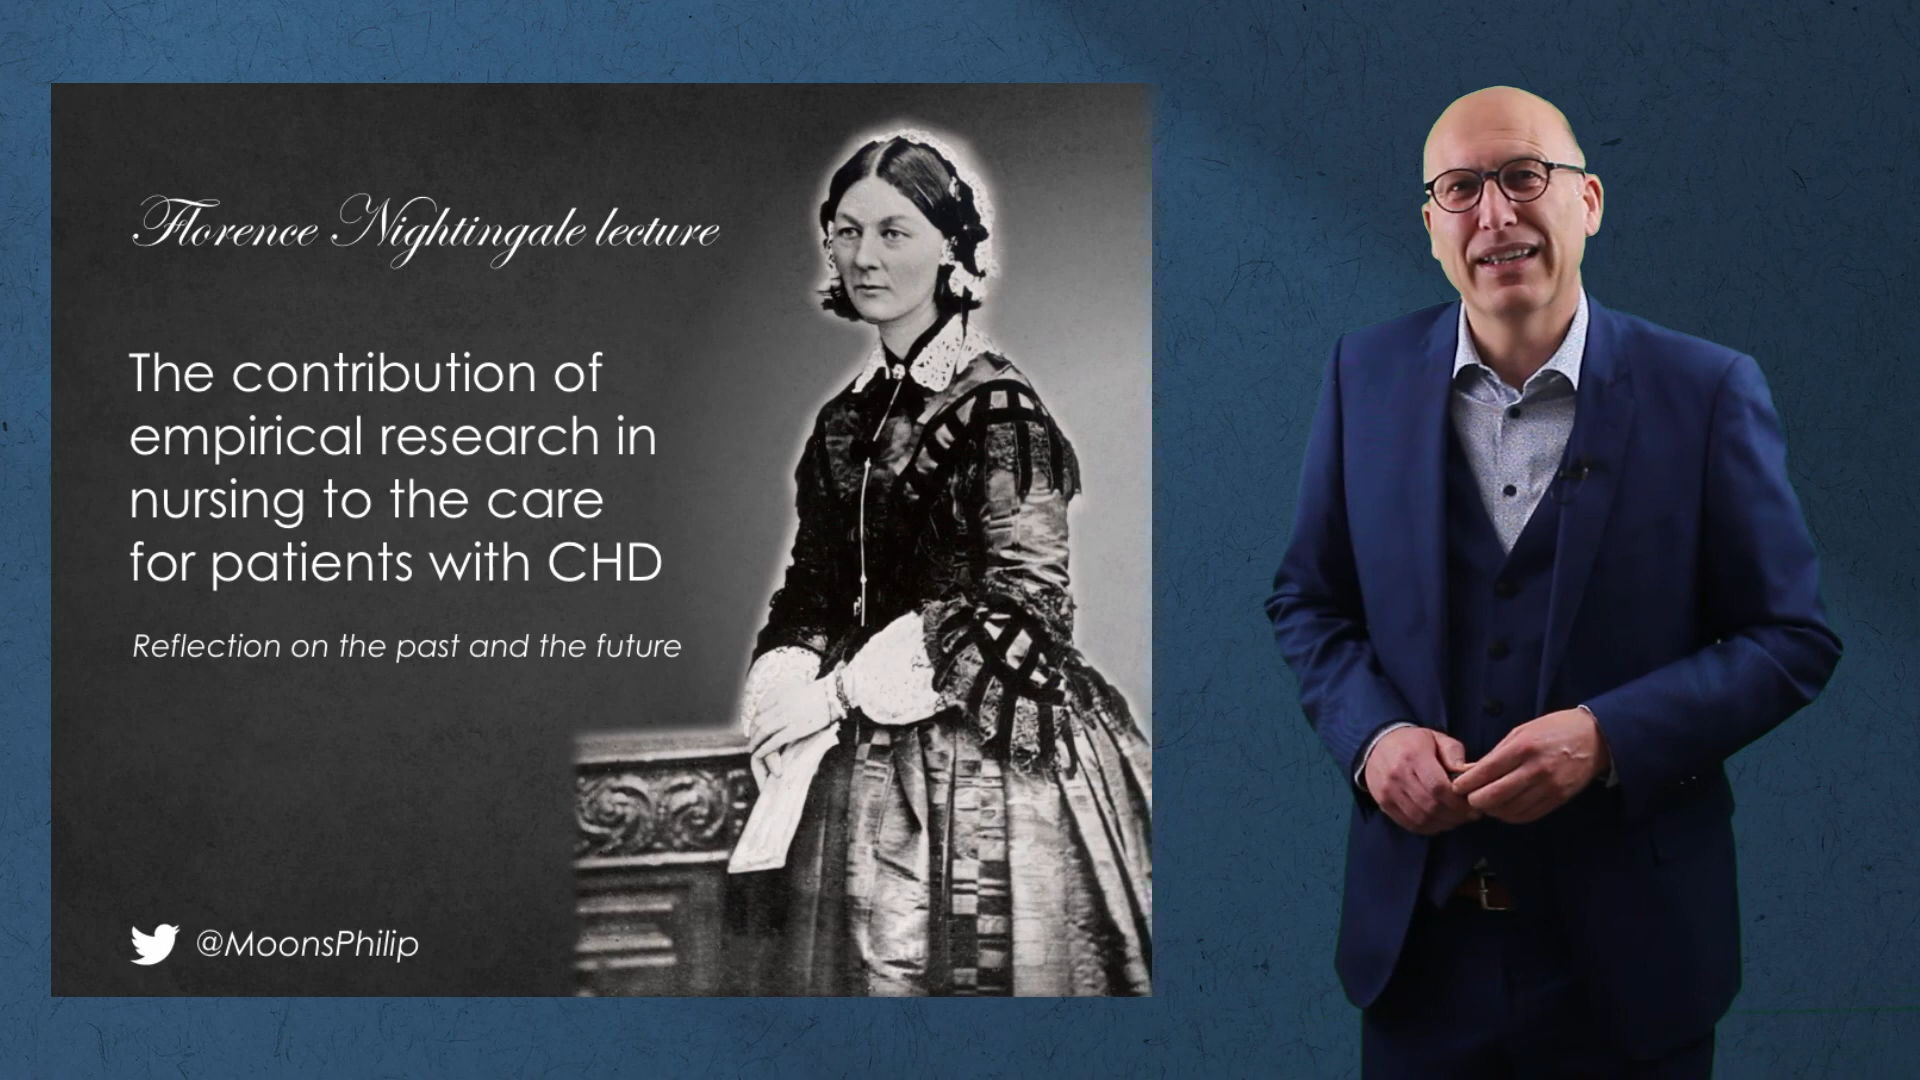 Florence Nightingale lecture
The contribution of
empirical research in
nursing to the care
for patients with CHD
Reflection on the past and the future
@MoonsPhilip